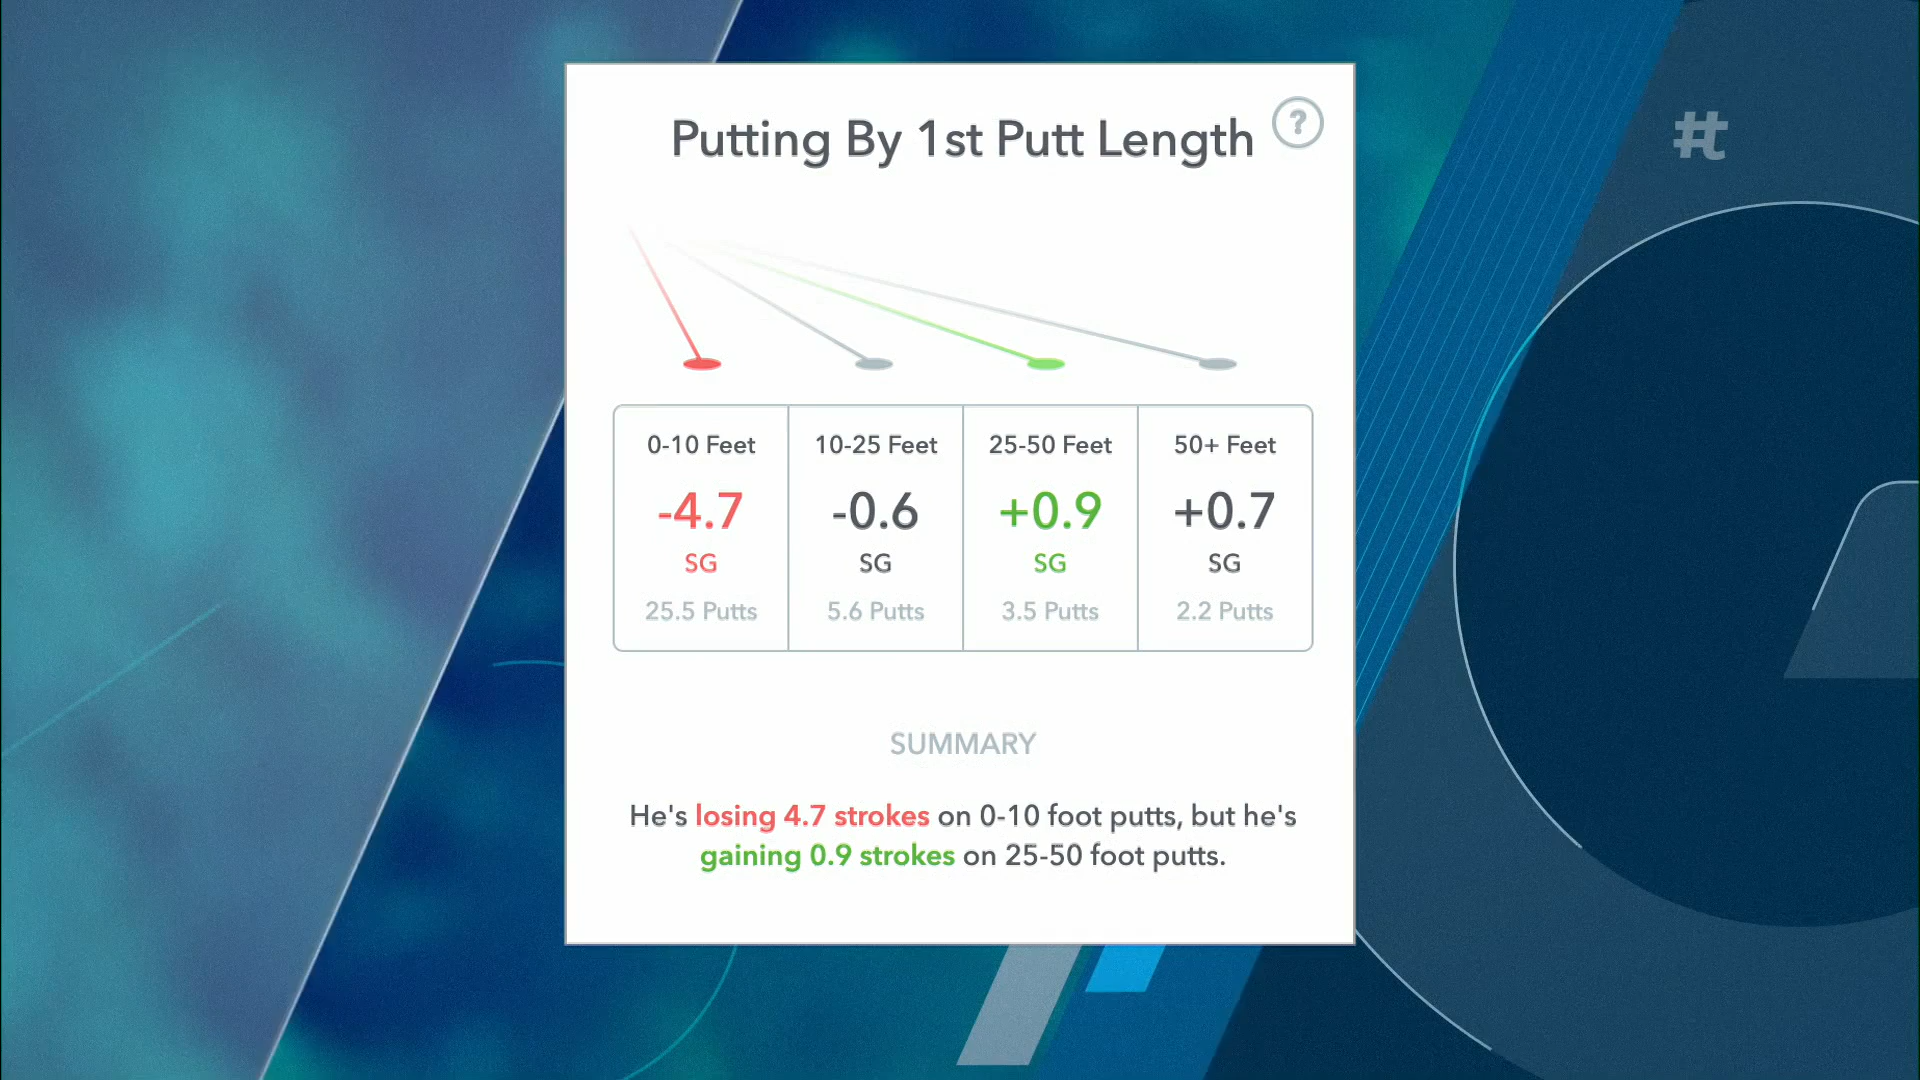 Putting By 1st Putt Length
?
#t
0-10 Feet
10-25 Feet
25-50 Feet
50+ Feet
-4.7
-0.6
+0.9
+0.7
SG
SG
SG
SG
25.5 Putts
5.6 Putts
3.5 Putts
2.2 Putts
SUMMARY
He's losing 4.7 strokes on 0-10 foot putts, but he's
gaining 0.9 strokes on 25-50 foot putts.